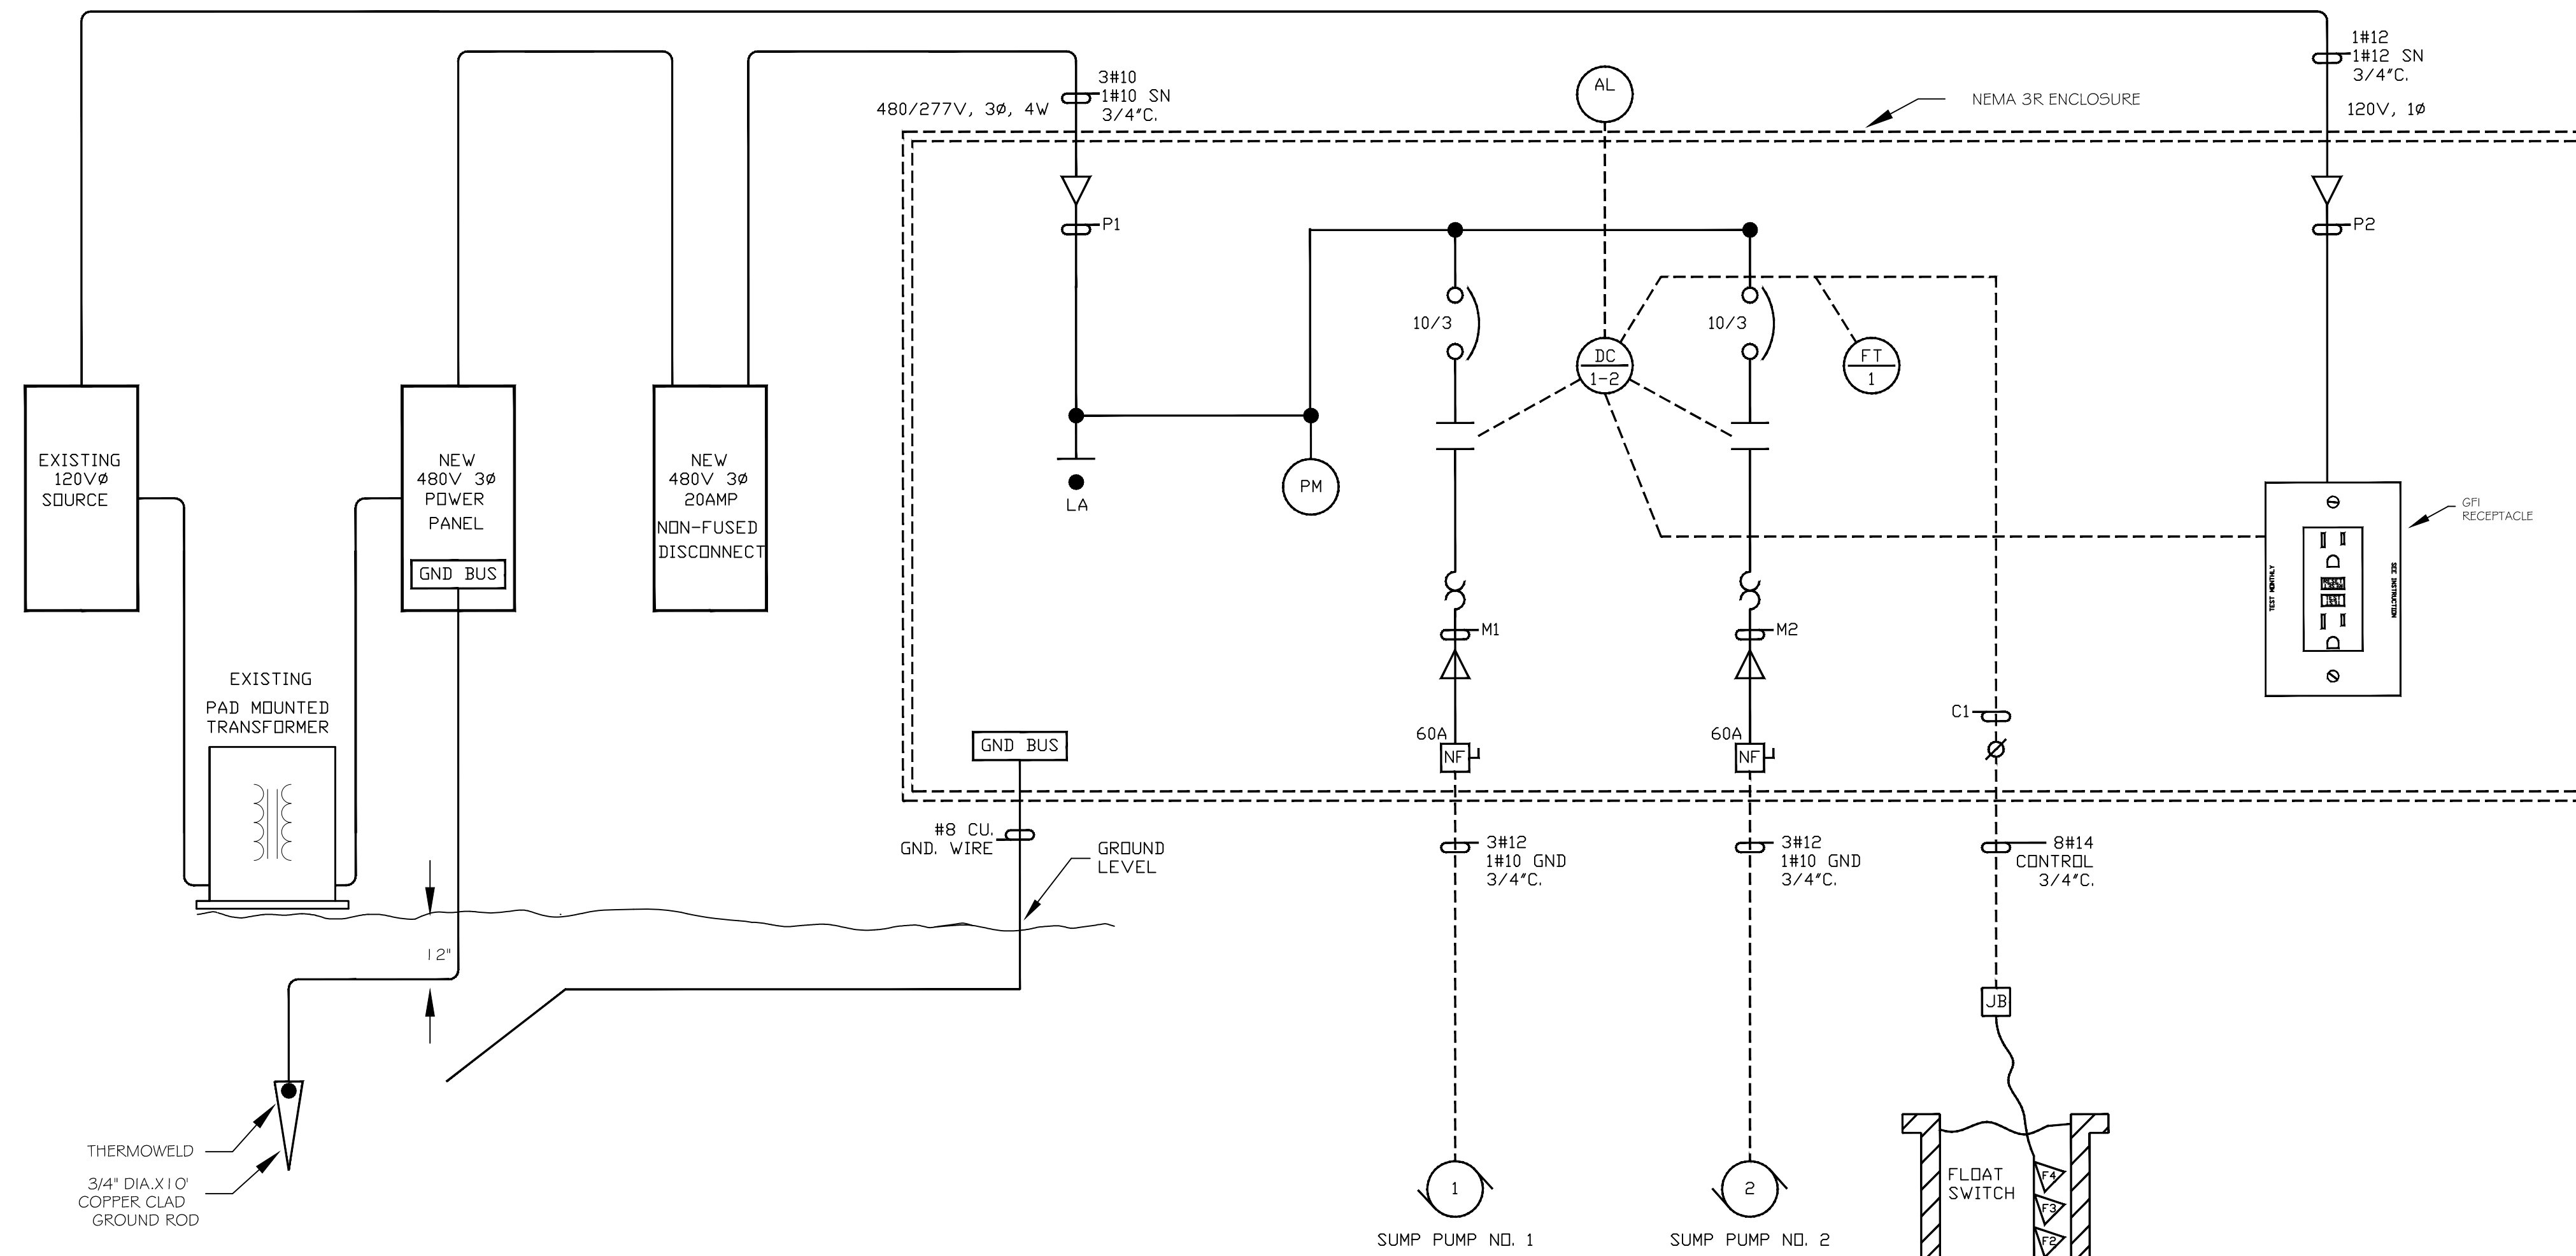 1#12
1#12 SN
3/4"C.
120V, 1Ø
3#10
1#10 SN
3/4"C.
480/277V, 3Ø, 4W
AL
NEMA 3R ENCLOSURE
P1
P2
10/3
10/3
DC
1-2
FT
1
EXISTING
120VØ
SOURCE
NEW
480V 3Ø
POWER
PANEL
GND BUS
NEW
480V 3Ø
20AMP
NON-FUSED
DISCONNECT
LA
PM
GFI
RECEPTACLE
TEST MONTHLY
SEE INSTRUCTION
M1
M2
EXISTING
PAD MOUNTED
TRANSFORMER
C1
60A
NF
60A
NF
GND BUS
#8 CU.
GND. WIRE
GROUND
LEVEL
3#12
1#10 GND
3/4"C.
3#12
1#10 GND
3/4"C.
8#14
CONTROL
3/4"C.
12"
JB
THERMOWELD
3/4" DIA.X10'
COPPER CLAD
GROUND ROD
1
SUMP PUMP NO. 1
2
SUMP PUMP NO. 2
FLOAT
SWITCH
F4
F3
F2